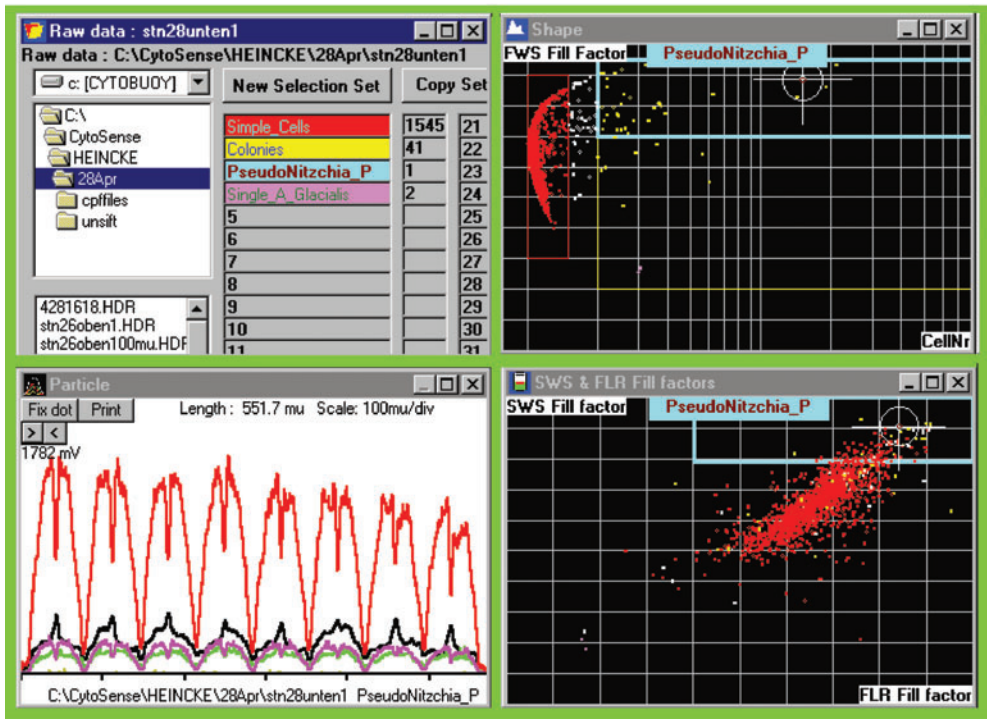 Raw data : stn28unten1
Raw data : C:\CytoSense\HEINCKE\28Apr\stn28unten1
c: [CYTOBUOY]
New Selection Set
Copy Set
C:\
CytoSense
HEINCKE
28Apr
cpffiles
unsift
4281618.HDR
stn26oben1.HDR
stn26oben100mu.HDF
Simple_Cells 1545 21
Colonies 41 22
PseudoNitzchia_P 1 23
Single_A_Glacialis 2 24
5 25
6 26
7 27
8 28
9 29
10 30
11 31
Shape
FWS Fill Factor
PseudoNitzchia_P
CellNr
Particle
Fix dot Print Length : 551.7 mu Scale: 100mu/div
> <
1782 mV
C:\CytoSense\HEINCKE\28Apr\stn28unten1 PseudoNitzchia_P
SWS & FLR Fill factors
SWS Fill factor
PseudoNitzchia_P
FLR Fill factor